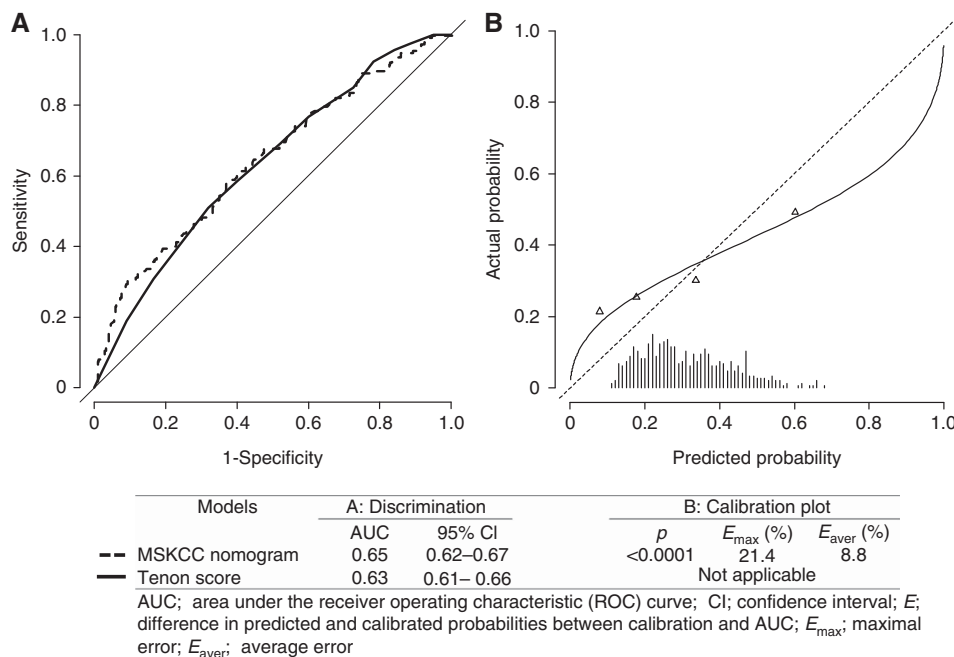 A
B
1.0
0.8
0.6
0.4
0.2
0
Sensitivity
0 0.2 0.4 0.6 0.8 1.0
1-Specificity
1.0
0.8
0.6
0.4
0.2
0
Actual probability
0 0.2 0.4 0.6 0.8 1.0
Predicted probability
Models A: Discrimination B: Calibration plot
AUC 95% CI p Emax (%) Eaver (%)
MSKCC nomogram 0.65 0.62–0.67 <0.0001 21.4 8.8
Tenon score 0.63 0.61– 0.66 Not applicable
AUC; area under the receiver operating characteristic (ROC) curve; CI; confidence interval; E;
difference in predicted and calibrated probabilities between calibration and AUC; Emax; maximal
error; Eaver; average error